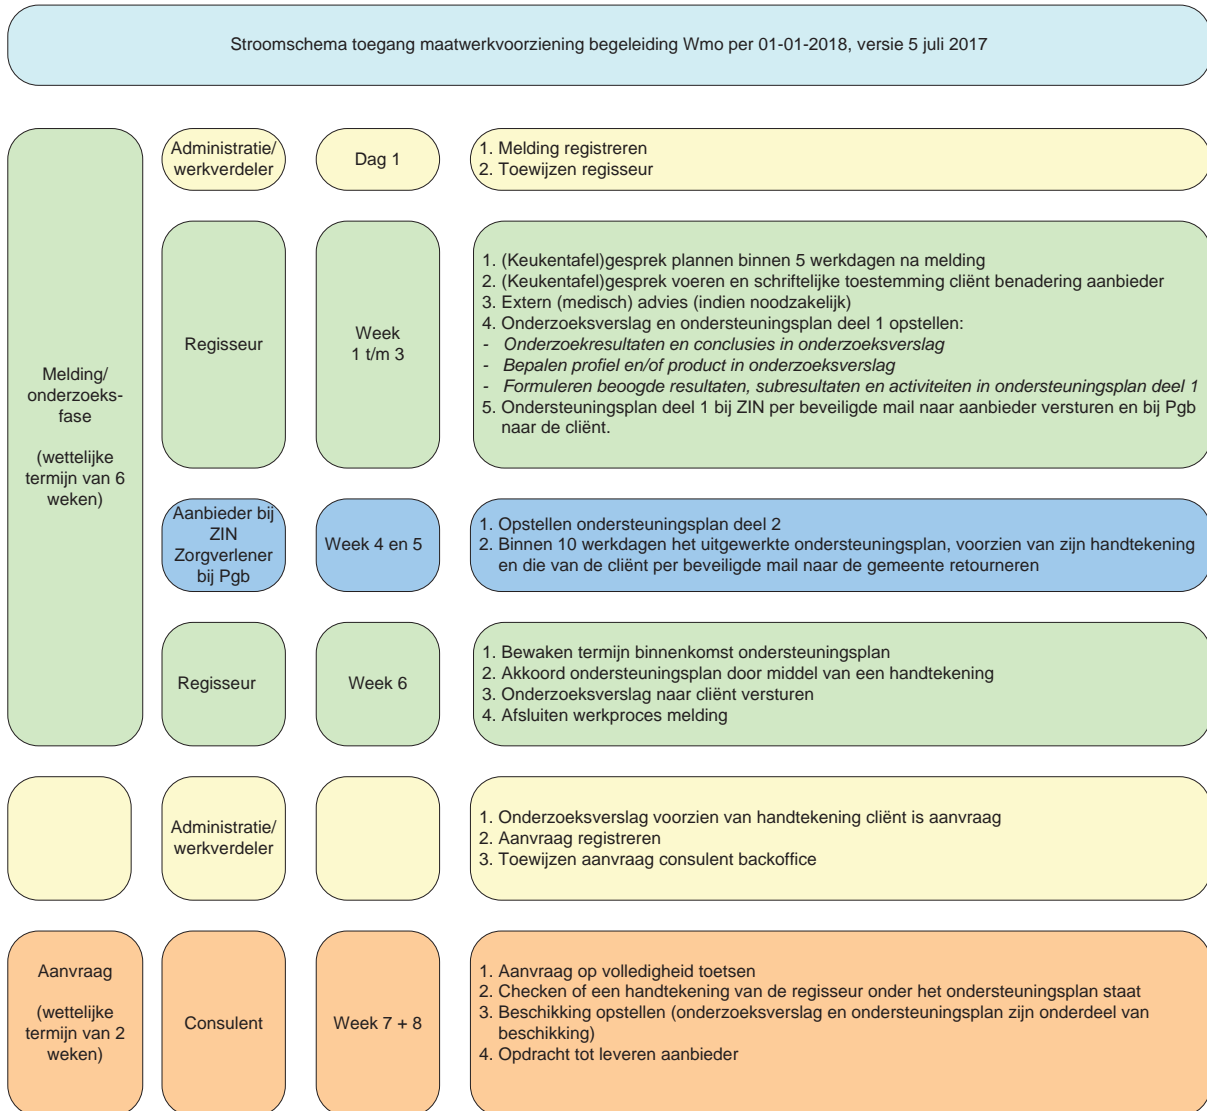 Stroomschema toegang maatwerkvoorziening begeleiding Wmo per 01-01-2018, versie 5 juli 2017
Melding/
onderzoeks-
fase
(wettelijke
termijn van 6
weken)
Administratie/
werkverdeler
Dag 1
1. Melding registreren
2. Toewijzen regisseur
Regisseur
Week
1 t/m 3
1. (Keukentafel)gesprek plannen binnen 5 werkdagen na melding
2. (Keukentafel)gesprek voeren en schriftelijke toestemming cliënt benadering aanbieder
3. Extern (medisch) advies (indien noodzakelijk)
4. Onderzoeksverslag en ondersteuningsplan deel 1 opstellen:
- Onderzoekresultaten en conclusies in onderzoeksverslag
- Bepalen profiel en/of product in onderzoeksverslag
- Formuleren beoogde resultaten, subresultaten en activiteiten in ondersteuningsplan deel 1
5. Ondersteuningsplan deel 1 bij ZIN per beveiligde mail naar aanbieder versturen en bij Pgb
naar de cliënt.
Aanbieder bij
ZIN
Zorgverlener
bij Pgb
Week 4 en 5
1. Opstellen ondersteuningsplan deel 2
2. Binnen 10 werkdagen het uitgewerkte ondersteuningsplan, voorzien van zijn handtekening
en die van de cliënt per beveiligde mail naar de gemeente retourneren
Regisseur
Week 6
1. Bewaken termijn binnenkomst ondersteuningsplan
2. Akkoord ondersteuningsplan door middel van een handtekening
3. Onderzoeksverslag naar cliënt versturen
4. Afsluiten werkproces melding
Administratie/
werkverdeler
1. Onderzoeksverslag voorzien van handtekening cliënt is aanvraag
2. Aanvraag registreren
3. Toewijzen aanvraag consulent backoffice
Aanvraag
(wettelijke
termijn van 2
weken)
Consulent
Week 7 + 8
1. Aanvraag op volledigheid toetsen
2. Checken of een handtekening van de regisseur onder het ondersteuningsplan staat
3. Beschikking opstellen (onderzoeksverslag en ondersteuningsplan zijn onderdeel van
beschikking)
4. Opdracht tot leveren aanbieder